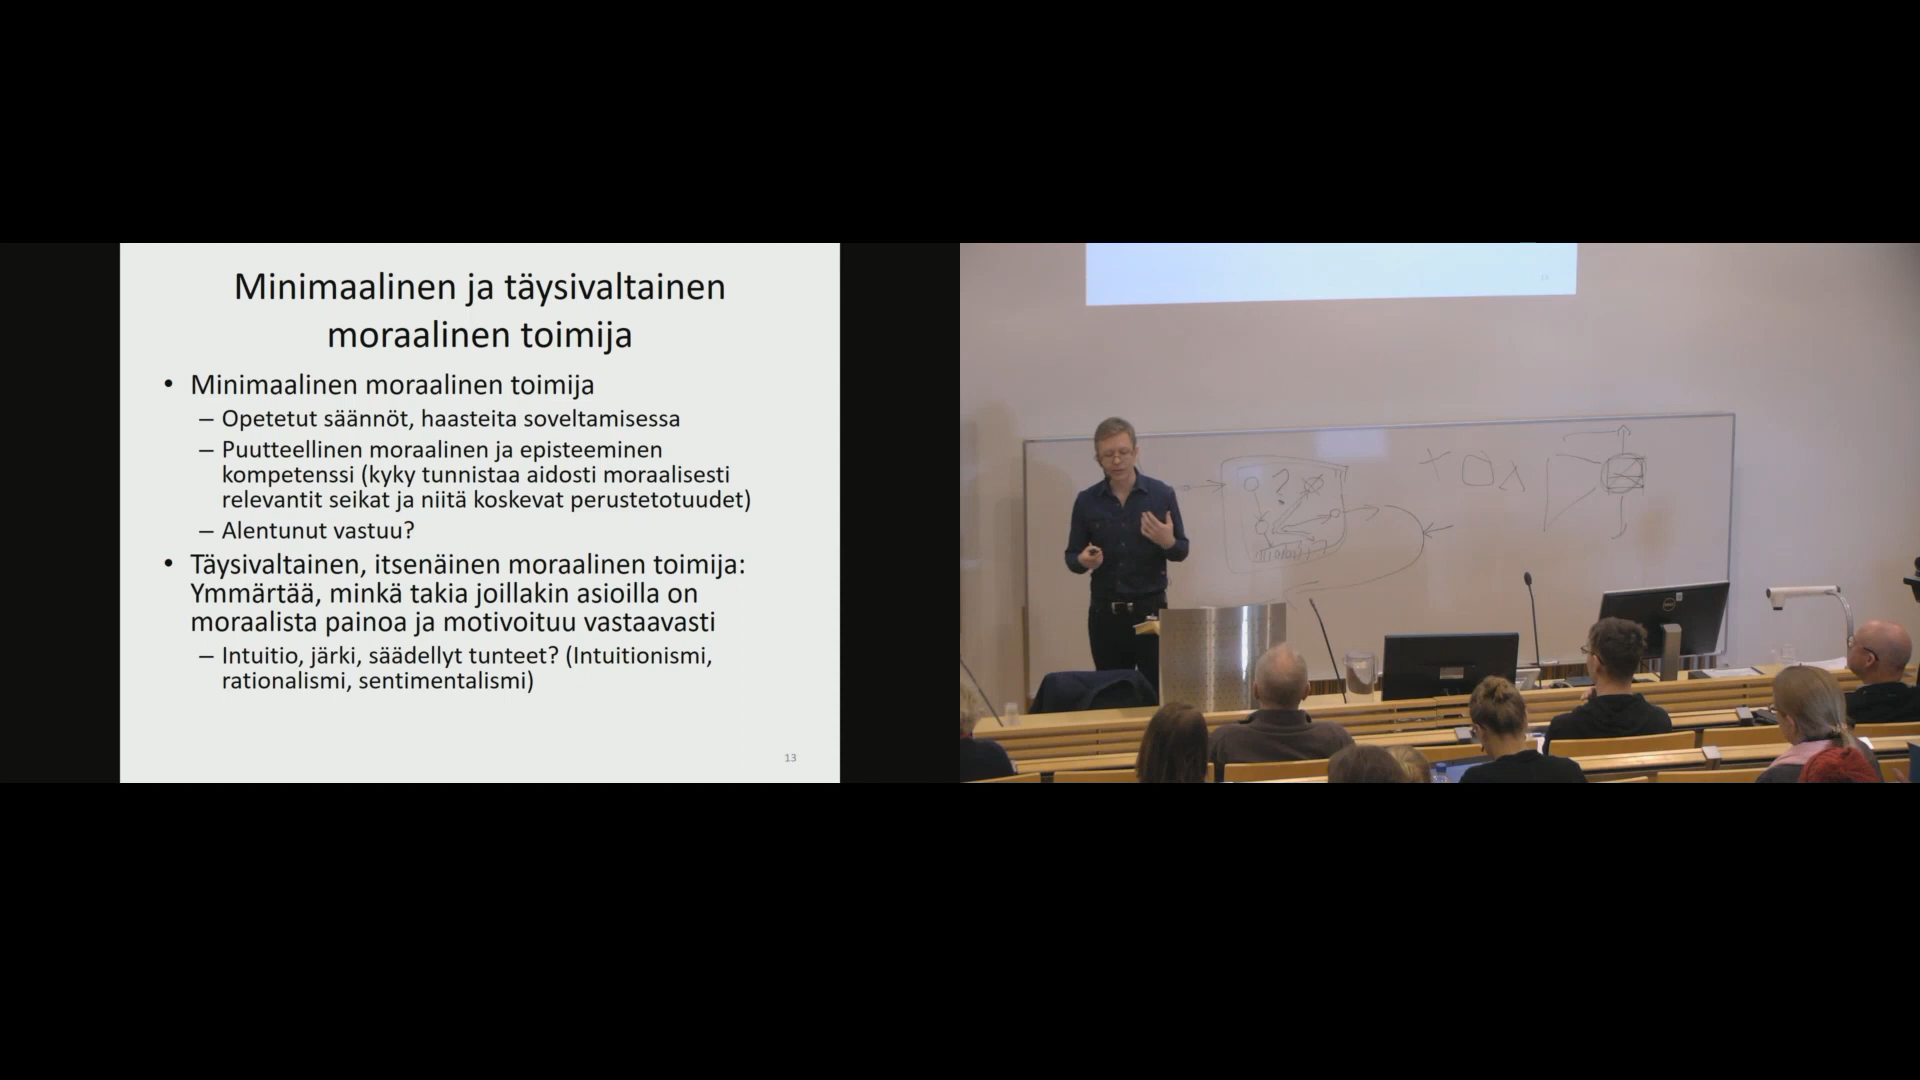 Minimaalinen ja täysivaltainen
moraalinen toimija
• Minimaalinen moraalinen toimija
– Opetetut säännöt, haasteita soveltamisessa
– Puutteellinen moraalinen ja episteeminen
kompetenssi (kyky tunnistaa aidosti moraalisesti
relevantit seikat ja niitä koskevat perustetotuudet)
– Alentunut vastuu?
• Täysivaltainen, itsenäinen moraalinen toimija:
Ymmärtää, minkä takia joillakin asioilla on
moraalista painoa ja motivoituu vastaavasti
– Intuitio, järki, säädellyt tunteet? (Intuitionismi,
rationalismi, sentimentalismi)
13
?